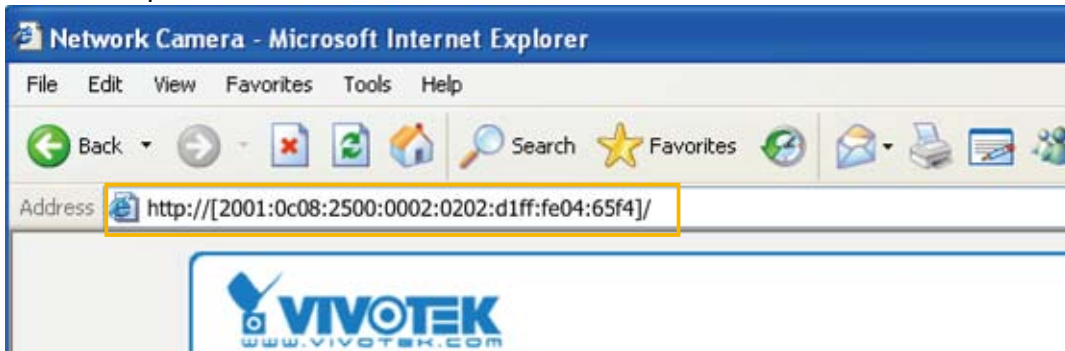 Network Camera - Microsoft Internet Explorer
File Edit View Favorites Tools Help
Back Search Favorites
Address http://[2001:0c08:2500:0002:0202:d1ff:fe04:65f4]/
VIVOTEK
WWW.VIVOTEK.COM